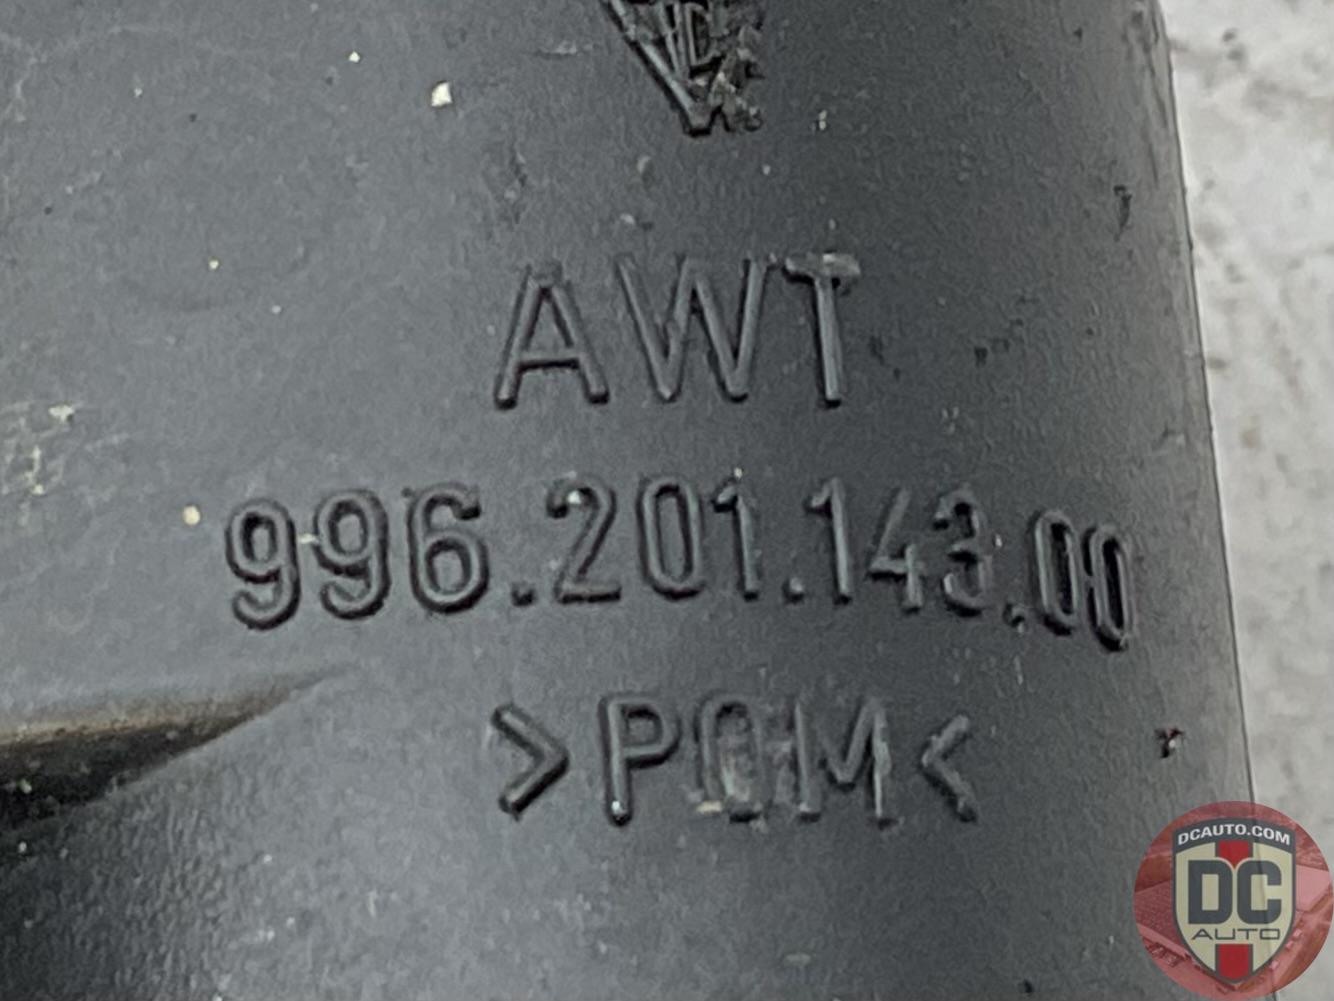 AWT
996.201.143.00
>POM<
DCAUTO.COM
DC
AUTO